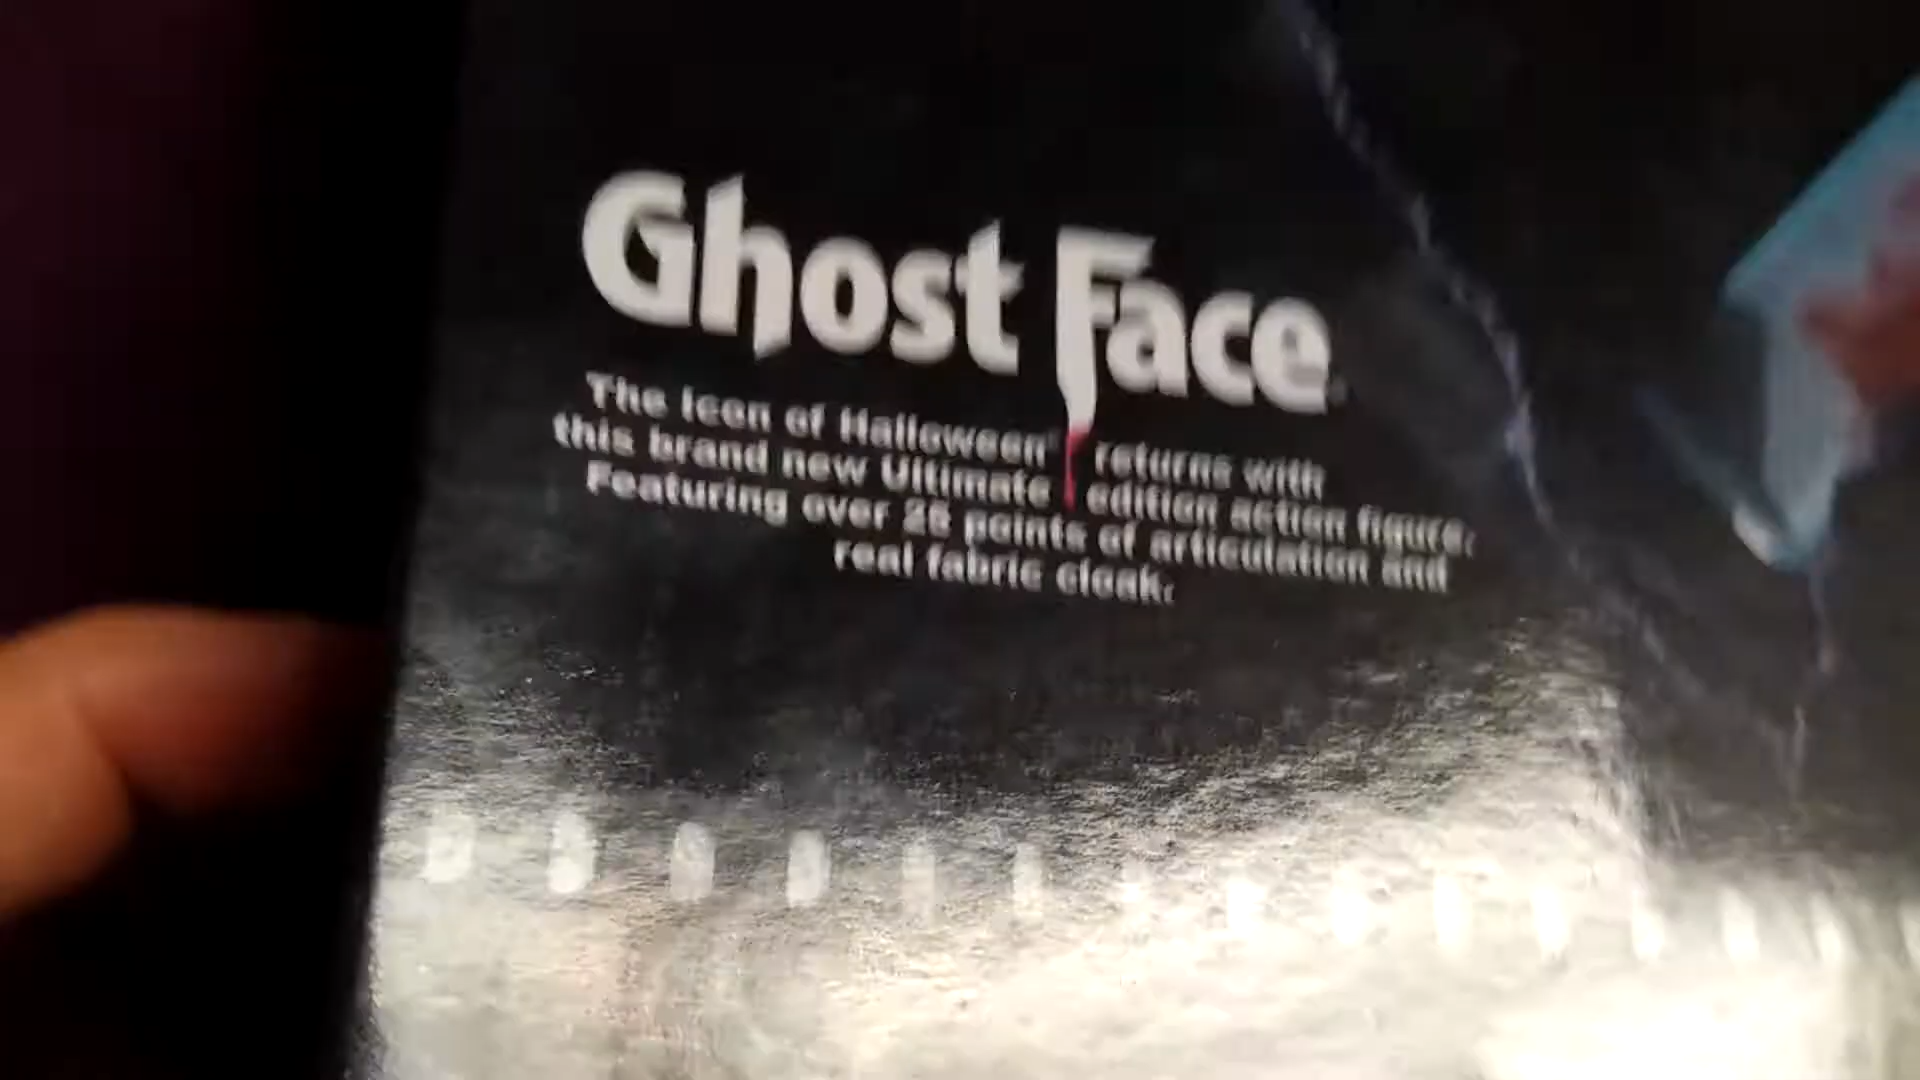 Ghost Face
The Icon of Halloween® returns with
this brand new Ultimate edition action figure.
Featuring over 25 points of articulation and
real fabric cloak.